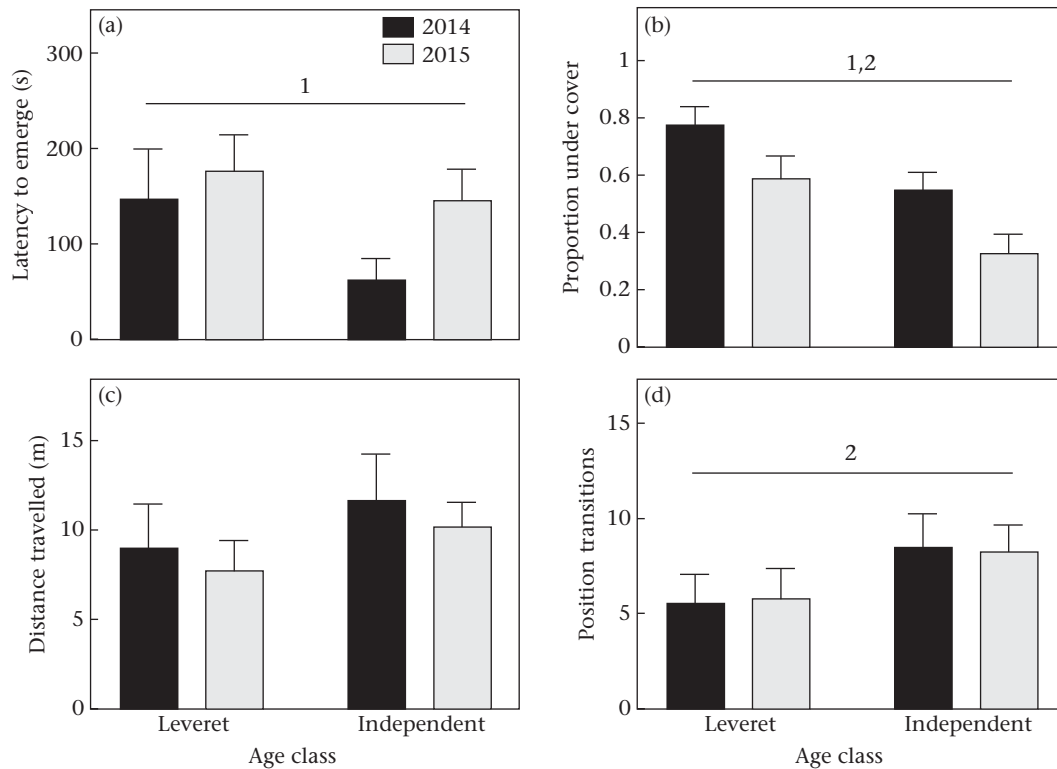 (a)
2014
2015
300
200
100
0
1
Latency to emerge (s)
(b)
1
0.8
0.6
0.4
0.2
0
1,2
Proportion under cover
(c)
15
10
5
0
Distance travelled (m)
Leveret
Independent
Age class
(d)
15
10
5
0
2
Position transitions
Leveret
Independent
Age class